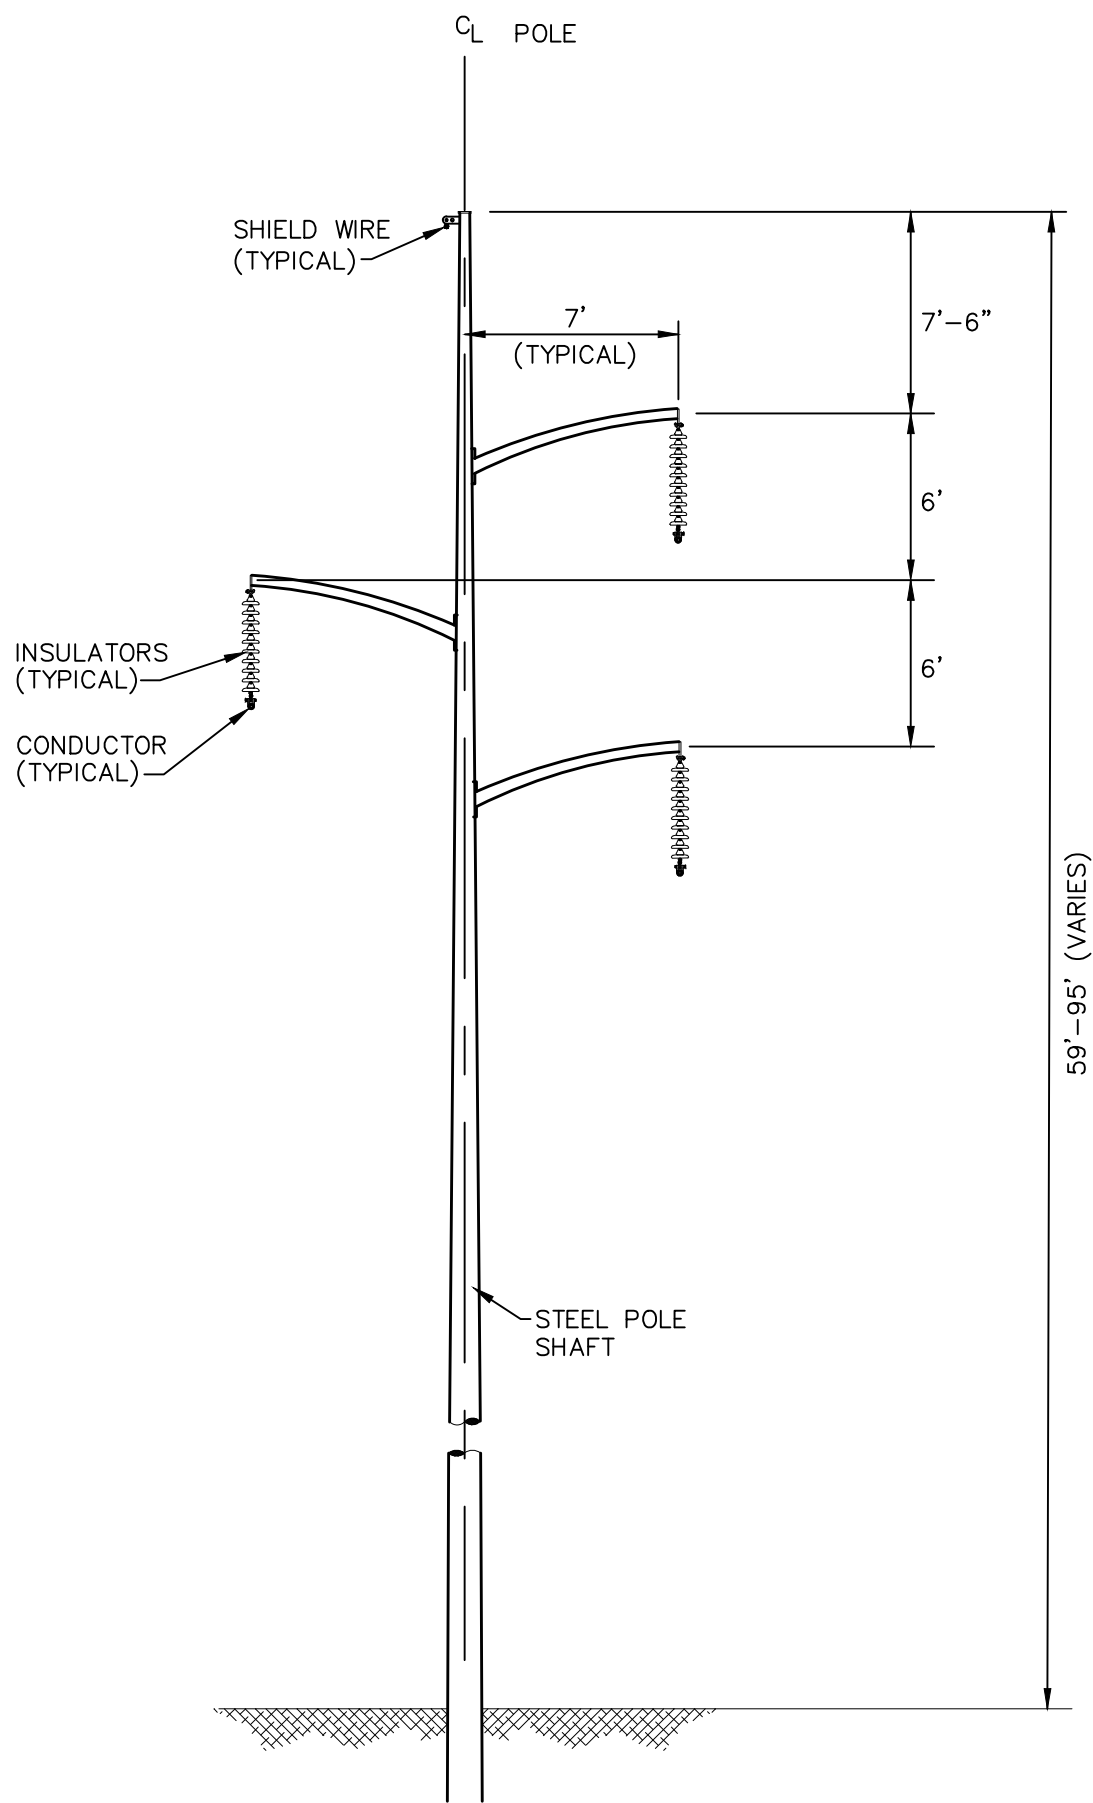 CL POLE
SHIELD WIRE
(TYPICAL)
7'
(TYPICAL)
7'-6"
6'
6'
INSULATORS
(TYPICAL)
CONDUCTOR
(TYPICAL)
59'-95' (VARIES)
STEEL POLE
SHAFT